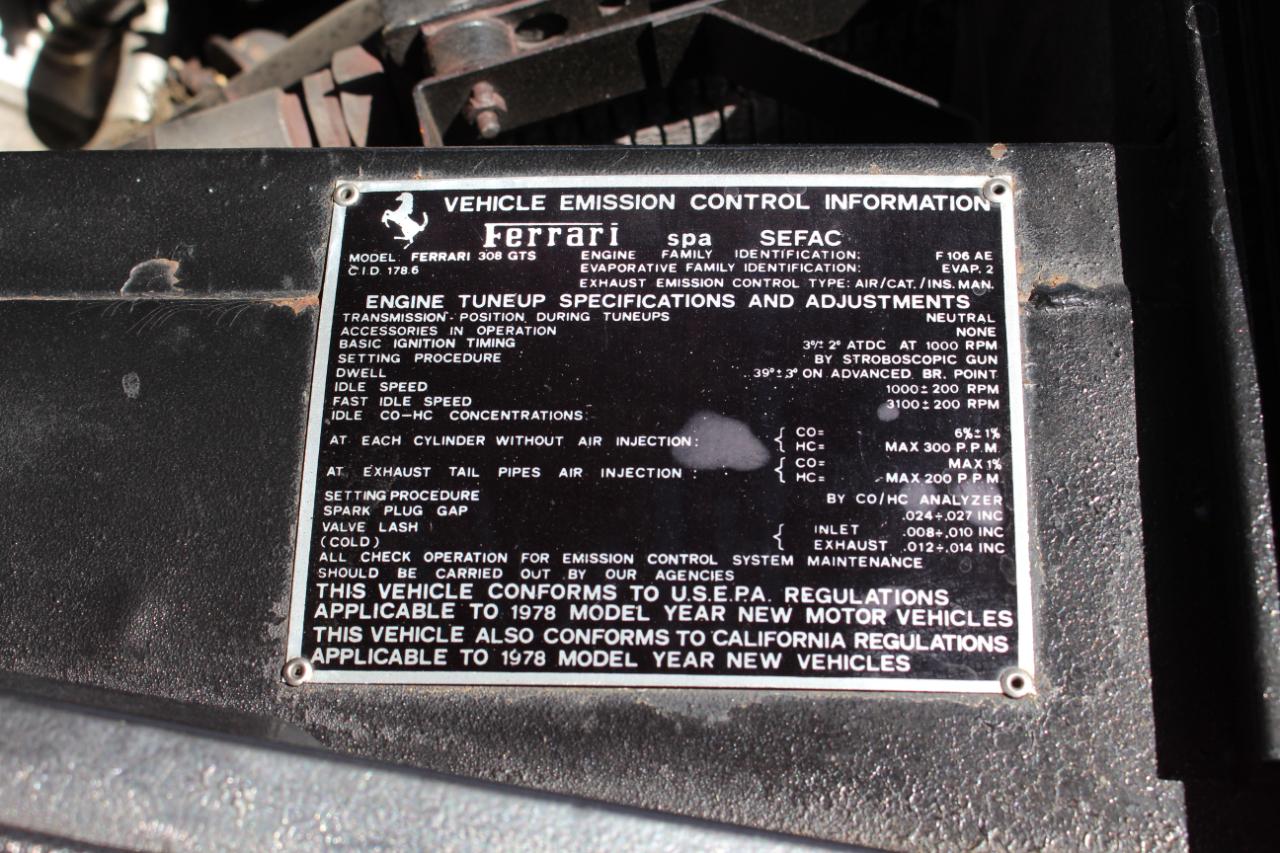 VEHICLE EMISSION CONTROL INFORMATION
Ferrari spa SEFAC
MODEL: FERRARI 308 GTS ENGINE FAMILY IDENTIFICATION: F 106 AE
C.I.D. 178.6 EVAPORATIVE FAMILY IDENTIFICATION: EVAP. 2
EXHAUST EMISSION CONTROL TYPE: AIR/CAT./INS. MAN.
ENGINE TUNEUP SPECIFICATIONS AND ADJUSTMENTS
TRANSMISSION POSITION DURING TUNEUPS NEUTRAL
ACCESSORIES IN OPERATION NONE
BASIC IGNITION TIMING 3°± 2° ATDC AT 1000 RPM
SETTING PROCEDURE BY STROBOSCOPIC GUN
DWELL 39°±3° ON ADVANCED. BR. POINT
IDLE SPEED 1000±200 RPM
FAST IDLE SPEED 3100±200 RPM
IDLE CO-HC CONCENTRATIONS:
AT EACH CYLINDER WITHOUT AIR INJECTION: { CO= 6%±1%
HC= MAX 300 P.P.M.
AT EXHAUST TAIL PIPES AIR INJECTION: { CO= MAX 1%
HC= MAX 200 P.P.M.
SETTING PROCEDURE BY CO/HC ANALYZER
SPARK PLUG GAP .024÷.027 INC
VALVE LASH { INLET .008÷.010 INC
(COLD) EXHAUST .012÷.014 INC
ALL CHECK OPERATION FOR EMISSION CONTROL SYSTEM MAINTENANCE
SHOULD BE CARRIED OUT BY OUR AGENCIES
THIS VEHICLE CONFORMS TO U.S.E.P.A. REGULATIONS
APPLICABLE TO 1978 MODEL YEAR NEW MOTOR VEHICLES
THIS VEHICLE ALSO CONFORMS TO CALIFORNIA REGULATIONS
APPLICABLE TO 1978 MODEL YEAR NEW VEHICLES